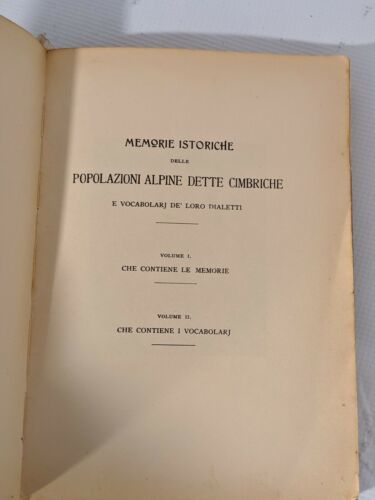 MEMORIE ISTORICHE
DELLE
POPOLAZIONI ALPINE DETTE CIMBRICHE
E VOCABOLARJ DE' LORO DIALETTI
VOLUME I.
CHE CONTIENE LE MEMORIE
VOLUME II.
CHE CONTIENE I VOCABOLARJ